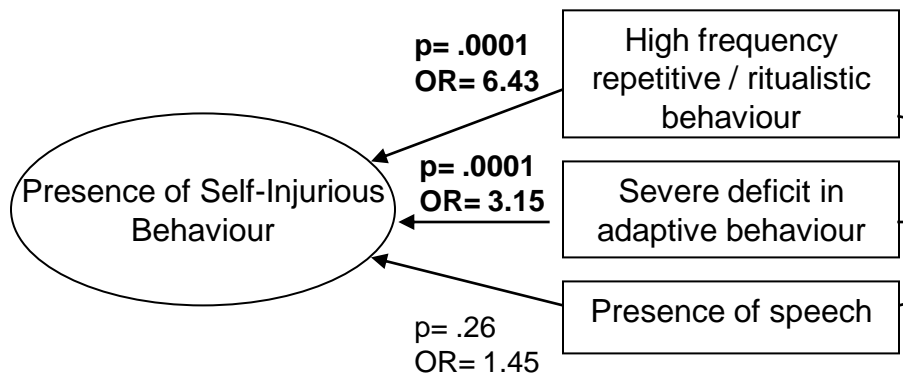 p= .0001
OR= 6.43
High frequency
repetitive / ritualistic
behaviour
Presence of Self-Injurious
Behaviour
p= .0001
OR= 3.15
Severe deficit in
adaptive behaviour
p= .26
OR= 1.45
Presence of speech